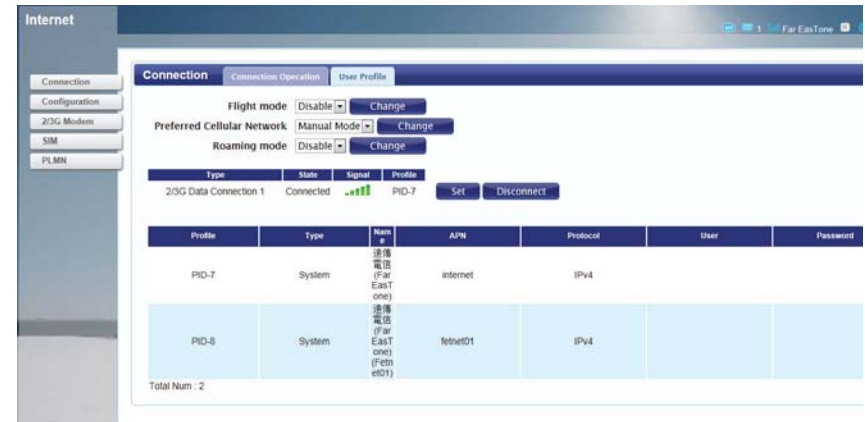 Internet
1 Far EasTone
Connection
Configuration
2/3G Modem
SIM
PLMN
Connection Connection Operation User Profile
Flight mode Disable Change
Preferred Cellular Network Manual Mode Change
Roaming mode Disable Change
Type State Signal Profile
2/3G Data Connection 1 Connected PID-7 Set Disconnect
Profile Type Nam
e APN Protocol User Password
PID-7 System 遠傳
電信
(Far
EasT
one) internet IPv4
PID-8 System 遠傳
電信
(Far
EasT
one)
(Fetn
et01) fetnet01 IPv4
Total Num : 2